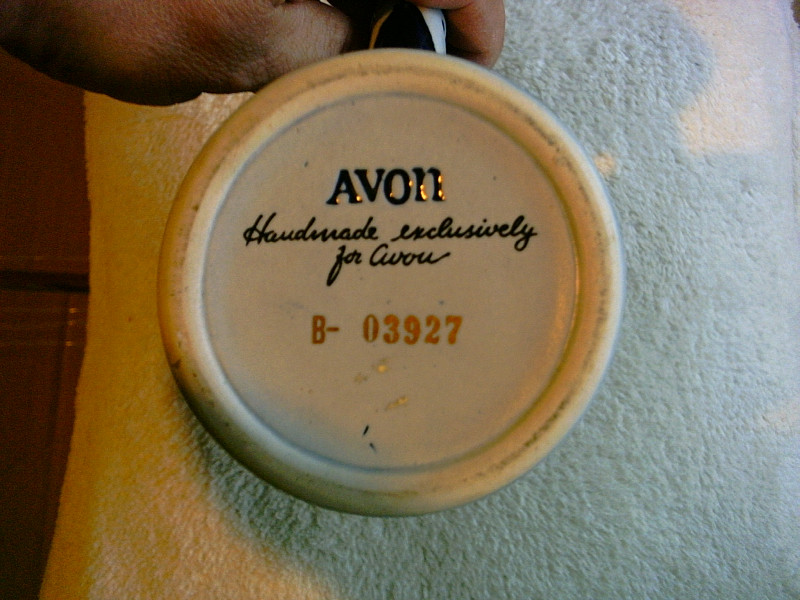 AVON
Handmade exclusively
for Avon
B- 03927